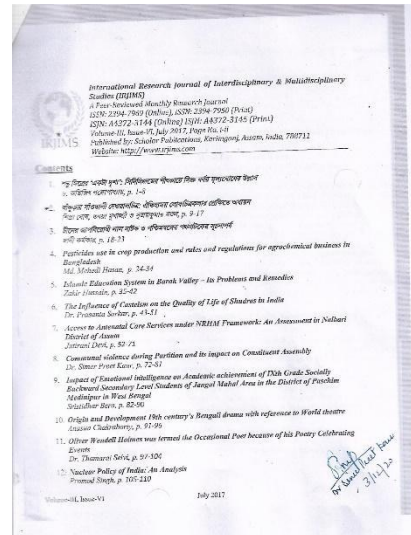 International Research Journal of Interdisciplinary & Multidisciplinary
Studies (IRJIMS)
A Peer-Reviewed Monthly Research Journal
ISSN: 2394-7969 (Online), ISSN: 2394-7950 (Print)
ISJN: A4372-3144 (Online) ISJN: A4372-3145 (Print)
Volume-III, Issue-VI, July 2017, Page No. i-ii
Published by: Scholar Publications, Karimganj, Assam, India, 788711
Website: http://www.irjims.com
IRJIMS
Contents
1.
p. 1-8
2.
p. 9-17
3.
p. 18-23
4. Pesticides use in crop production and rules and regulations for agrochemical business in
Bangladesh
Md. Mehedi Hasan, p. 24-34
5. Islamic Education System in Barak Valley – Its Problems and Remedies
Zakir Hussain, p. 35-42
6. The Influence of Casteism on the Quality of Life of Shudras in India
Dr. Prasanta Sarkar, p. 43-51
7. Access to Antenatal Care Services under NRHM Framework: An Assessment in Nalbari
District of Assam
Devi, p. 52-71
8. Communal violence during Partition and its impact on Constituent Assembly
Dr. Simer Preet Kaur, p. 72-81
9. Impact of Emotional intelligence on Academic achievement of IXth Grade Socially
Backward Secondary Level Students of Jangal Mahal Area in the District of Paschim
Medinipur in West Bengal
Sristidhar Bera, p. 82-90
10. Origin and Development 19th century's Bengali drama with reference to World theatre
Chakraborty, p. 91-96
11. Oliver Wendell Holmes was termed the Occasional Poet because of his Poetry Celebrating
Events
Dr. Thamarai Selvi, p. 97-104
12. Nuclear Policy of India: An Analysis
Pramod Singh, p. 105-110
Dr Simer Preet Kaur
3/12/20
Volume-III, Issue-VI July 2017